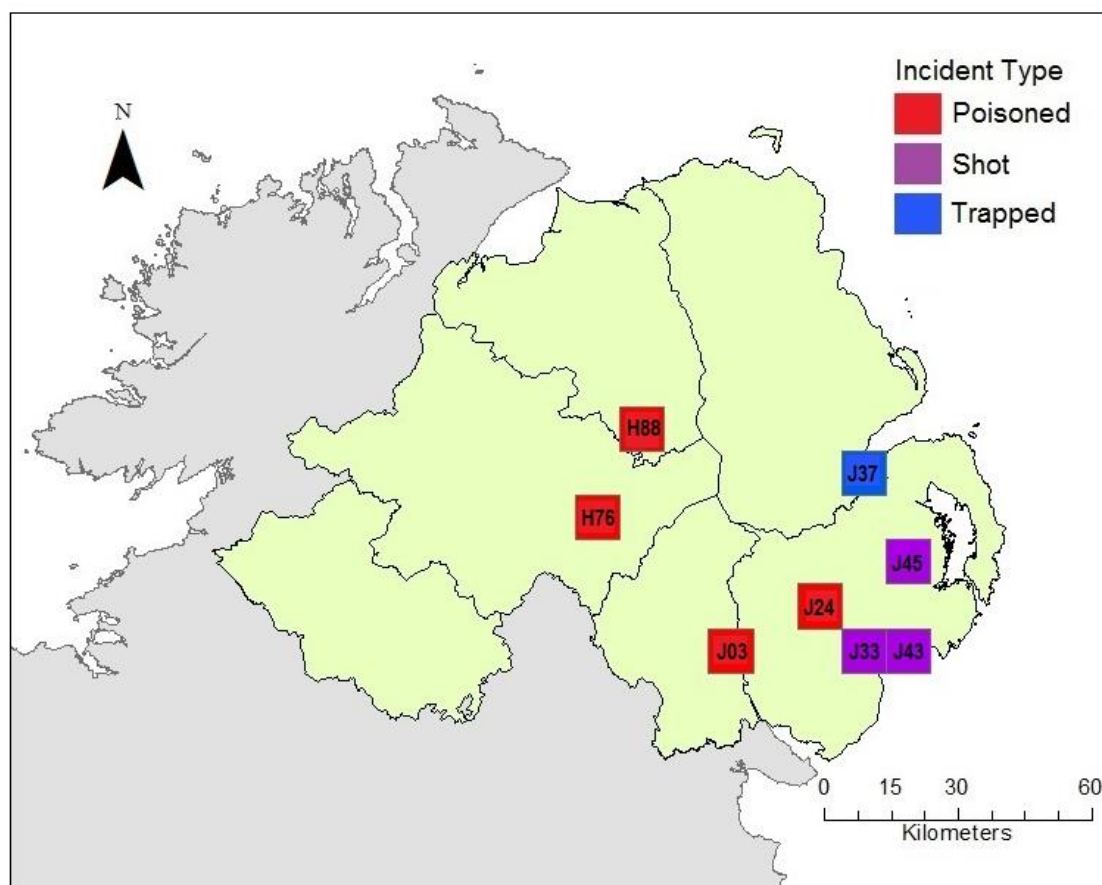 Incident Type
Poisoned
Shot
Trapped
N
H88
J37
H76
J45
J24
J03
J33
J43
0 15 30 60
Kilometers